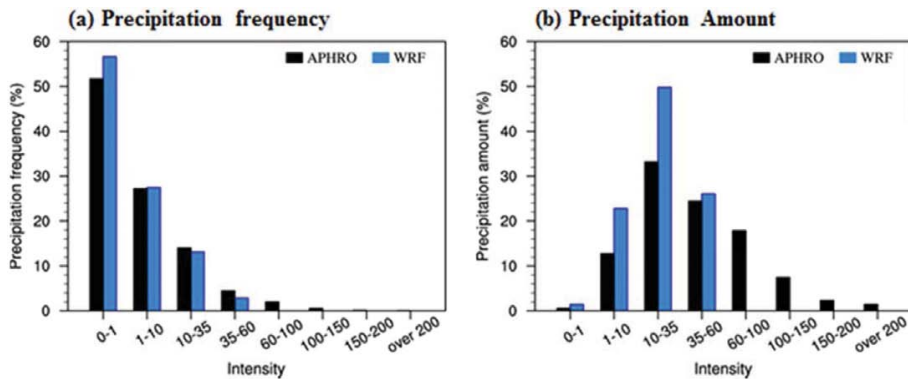 (a) Precipitation frequency
60
50
40
30
20
10
0
Precipitation frequency (%)
APHRO WRF
0-1 1-10 10-35 35-60 60-100 100-150 150-200 over 200
Intensity
(b) Precipitation Amount
60
50
40
30
20
10
0
Precipitation amount (%)
APHRO WRF
0-1 1-10 10-35 35-60 60-100 100-150 150-200 over 200
Intensity